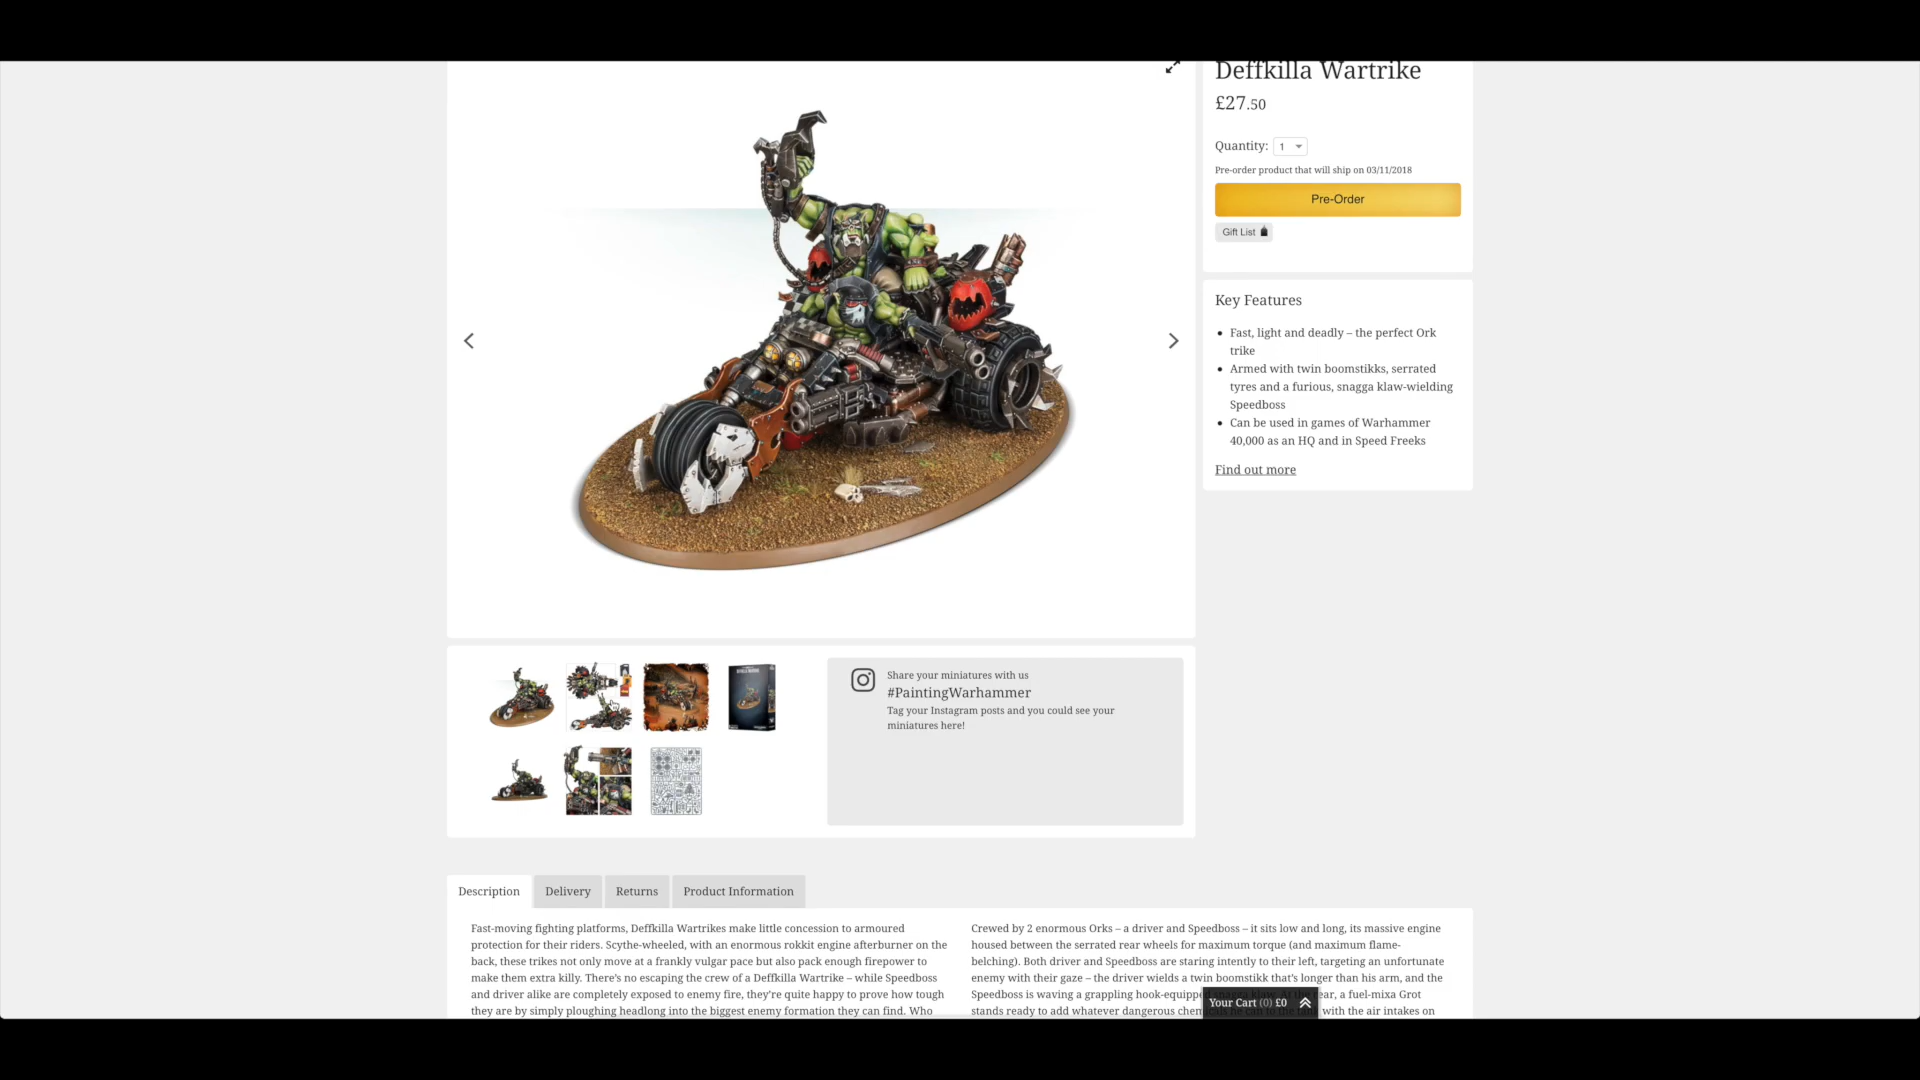 Deffkilla Wartrike
£27.50
Quantity: 1
Pre-order product that will ship on 03/11/2018
Pre-Order
Gift List
Key Features
Fast, light and deadly – the perfect Ork
trike
Armed with twin boomstikks, serrated
tyres and a furious, snagga klaw-wielding
Speedboss
Can be used in games of Warhammer
40,000 as an HQ and in Speed Freeks
Find out more
Share your miniatures with us
#PaintingWarhammer
Tag your Instagram posts and you could see your
miniatures here!
Description Delivery Returns Product Information
Fast-moving fighting platforms, Deffkilla Wartrikes make little concession to armoured
protection for their riders. Scythe-wheeled, with an enormous rokkit engine afterburner on the
back, these trikes not only move at a frankly vulgar pace but also pack enough firepower to
make them extra killy. There’s no escaping the crew of a Deffkilla Wartrike – while Speedboss
and driver alike are completely exposed to enemy fire, they’re quite happy to prove how tough
they are by simply ploughing headlong into the biggest enemy formation they can find. Who
Crewed by 2 enormous Orks – a driver and Speedboss – it sits low and long, its massive engine
housed between the serrated rear wheels for maximum torque (and maximum flame-
belching). Both driver and Speedboss are staring intently to their left, targeting an unfortunate
enemy with their gaze – the driver wields a twin boomstikk that’s longer than his arm, and the
Speedboss is waving a grappling hook-equipped snagga klaw. At the rear, a fuel-mixa Grot
stands ready to add whatever dangerous chemicals he can to the tank, with the air intakes on
Your Cart (0) £0